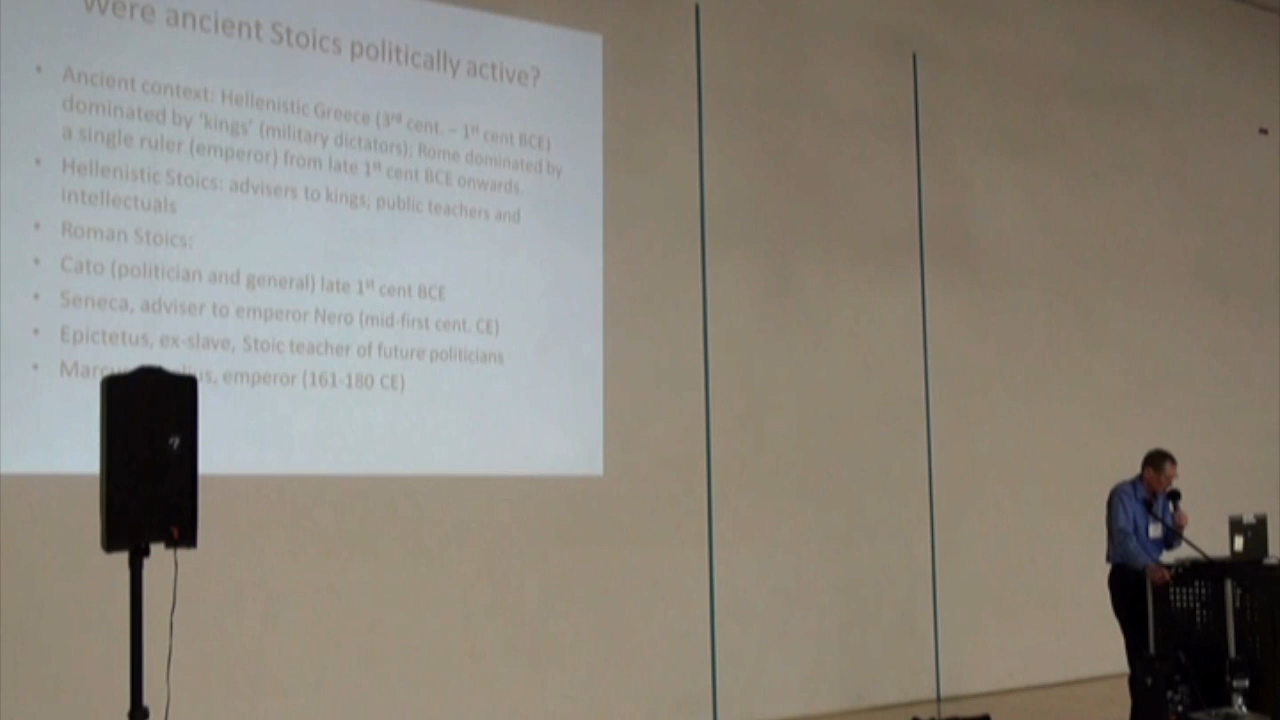 Were ancient Stoics politically active?
• Ancient context: Hellenistic Greece (3rd cent. – 1st cent BCE)
dominated by 'kings' (military dictators); Rome dominated by
a single ruler (emperor) from late 1st cent BCE onwards.
• Hellenistic Stoics: advisers to kings; public teachers and
intellectuals
• Roman Stoics:
• Cato (politician and general) late 1st cent BCE
• Seneca, adviser to emperor Nero (mid-first cent. CE)
• Epictetus, ex-slave, Stoic teacher of future politicians
• emperor (161-180 CE)